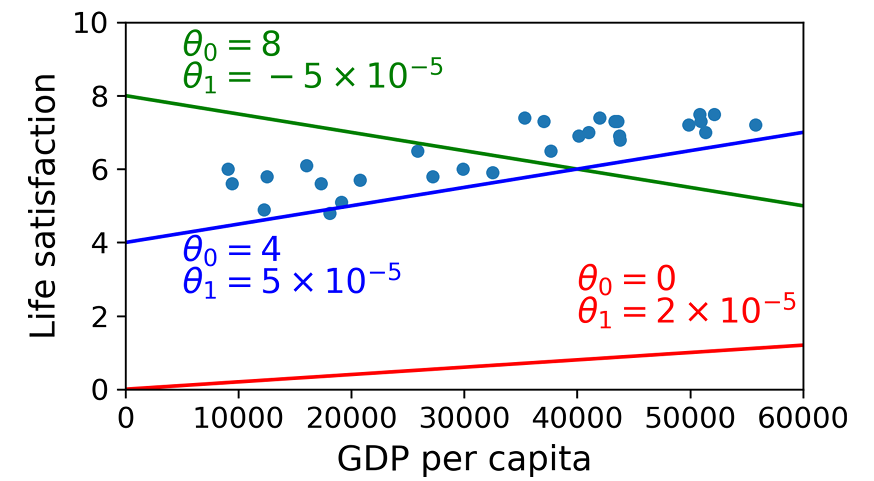 10
θ₀ = 8
θ₁ = −5 × 10⁻⁵
8
Life satisfaction
6
4
θ₀ = 4
θ₁ = 5 × 10⁻⁵
θ₀ = 0
θ₁ = 2 × 10⁻⁵
2
0
0 10000 20000 30000 40000 50000 60000
GDP per capita